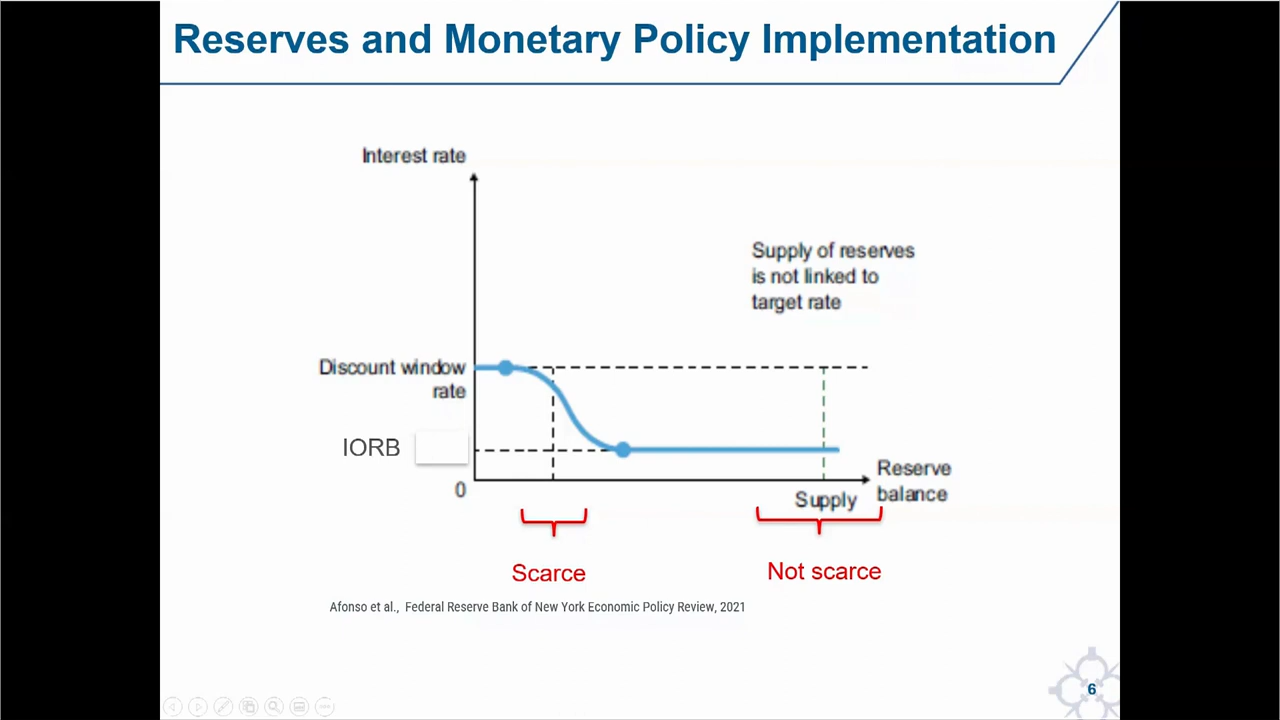 Reserves and Monetary Policy Implementation
Interest rate
Supply of reserves
is not linked to
target rate
Discount window
rate
IORB
0
Reserve
balance
Supply
Scarce
Not scarce
Afonso et al., Federal Reserve Bank of New York Economic Policy Review, 2021
6